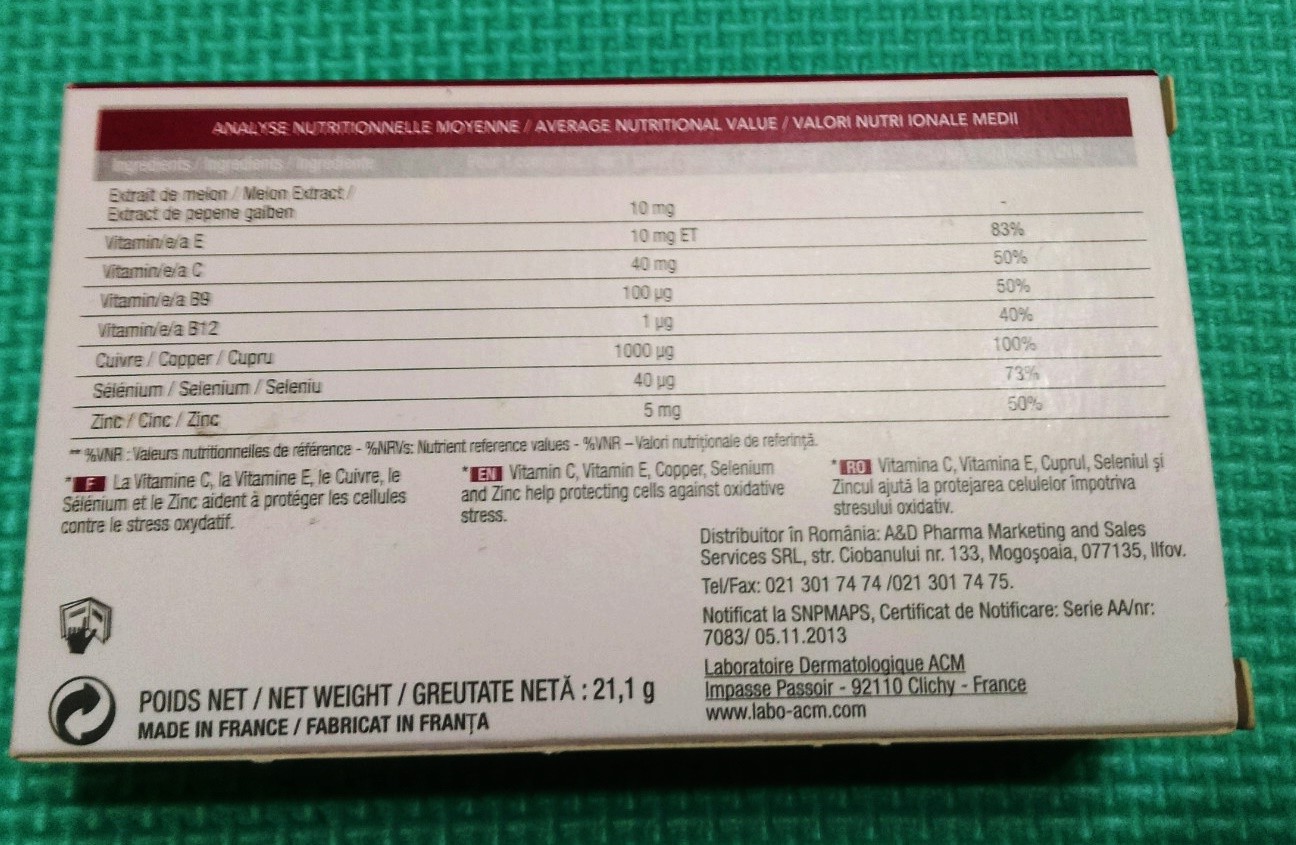 ANALYSE NUTRITIONNELLE MOYENNE / AVERAGE NUTRITIONAL VALUE / VALORI NUTRI IONALE MEDII
Ingredients / Ingredients / Ingrediente
Extrait de melon / Melon Extract /
Extract de pepene galben 10 mg -
Vitamin/e/a E 10 mg ET 83%
Vitamin/e/a C 40 mg 50%
Vitamin/e/a B9 100 µg 50%
Vitamin/e/a B12 1 µg 40%
Cuivre / Copper / Cupru 1000 µg 100%
Sélénium / Selenium / Seleniu 40 µg 73%
Zinc / Cinc / Zinc 5 mg 50%
** %VNR : Valeurs nutritionnelles de référence - %NRVs: Nutrient reference values - %VNR – Valori nutriționale de referință.
* F La Vitamine C, la Vitamine E, le Cuivre, le
Sélénium et le Zinc aident à protéger les cellules
contre le stress oxydatif.
* EN Vitamin C, Vitamin E, Copper, Selenium
and Zinc help protecting cells against oxidative
stress.
* RO Vitamina C, Vitamina E, Cuprul, Seleniul și
Zincul ajută la protejarea celulelor împotriva
stresului oxidativ.
Distribuitor în România: A&D Pharma Marketing and Sales
Services SRL, str. Ciobanului nr. 133, Mogoșoaia, 077135, Ilfov.
Tel/Fax: 021 301 74 74 /021 301 74 75.
Notificat la SNPMAPS, Certificat de Notificare: Serie AA/nr:
7083/ 05.11.2013
Laboratoire Dermatologique ACM
Impasse Passoir - 92110 Clichy - France
www.labo-acm.com
POIDS NET / NET WEIGHT / GREUTATE NETĂ : 21,1 g
MADE IN FRANCE / FABRICAT IN FRANȚA